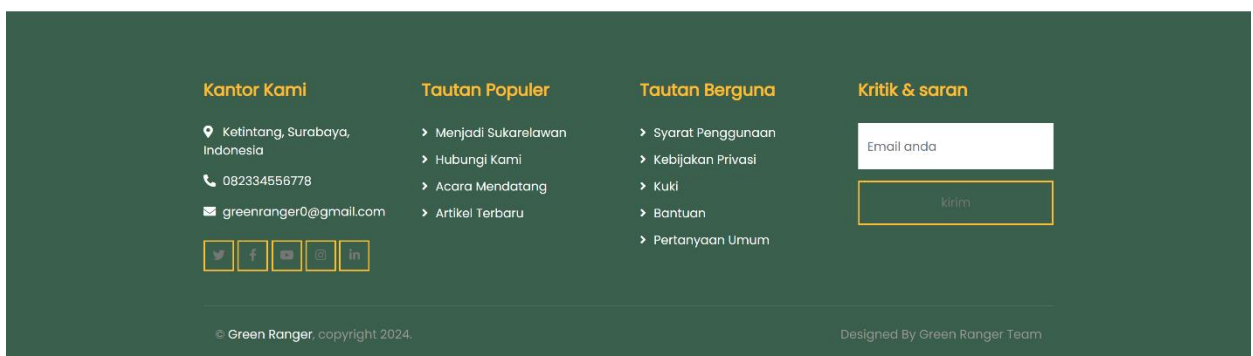 Kantor Kami
Ketintang, Surabaya,
Indonesia
082334556778
greenranger0@gmail.com
Tautan Populer
Menjadi Sukarelawan
Hubungi Kami
Acara Mendatang
Artikel Terbaru
Tautan Berguna
Syarat Penggunaan
Kebijakan Privasi
Kuki
Bantuan
Pertanyaan Umum
Kritik & saran
Email anda
kirim
© Green Ranger, copyright 2024.
Designed By Green Ranger Team